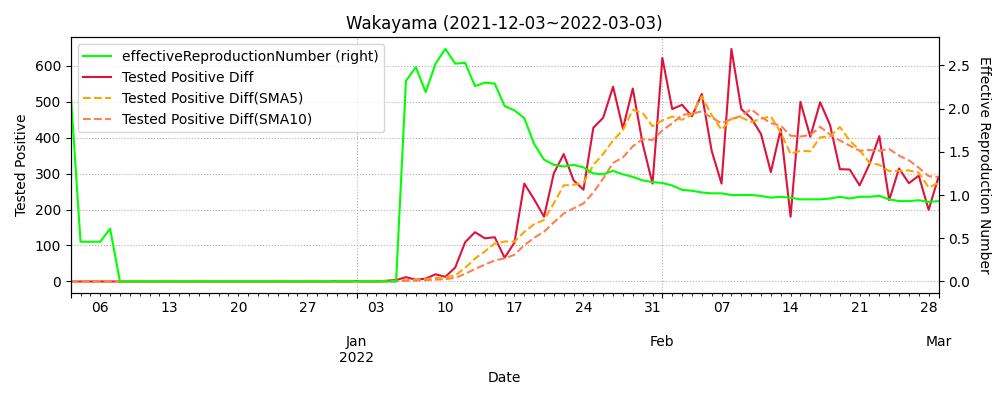 Wakayama (2021-12-03~2022-03-03)
effectiveReproductionNumber (right)
Tested Positive Diff
Tested Positive Diff(SMA5)
Tested Positive Diff(SMA10)
Tested Positive
600
500
400
300
200
100
0
2.5
2.0
1.5
1.0
0.5
0.0
Effective Reproduction Number
06 13 20 27 03 10 17 24 31 07 14 21 28
Jan Feb Mar
2022
Date